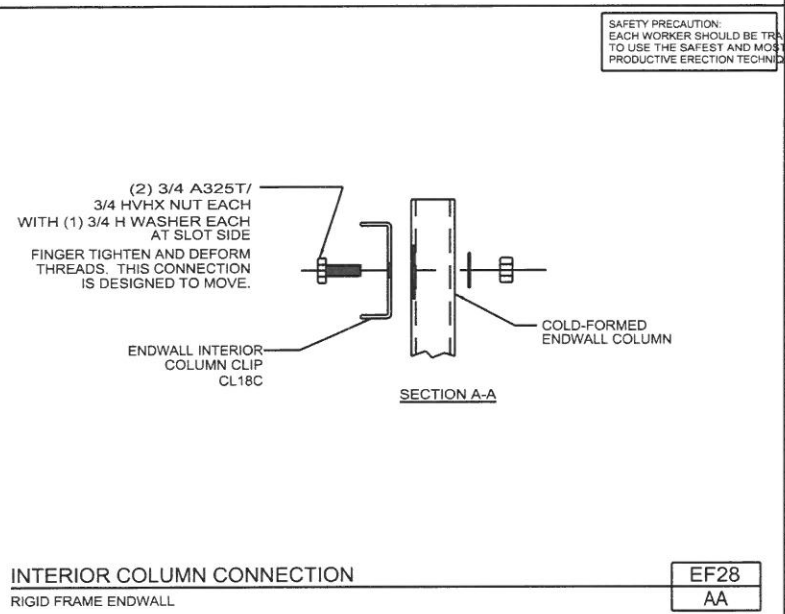 SAFETY PRECAUTION:
EACH WORKER SHOULD BE
TO USE THE SAFEST AND MOST
PRODUCTIVE ERECTION
(2) 3/4 A325T/
3/4 HVHX NUT EACH
WITH (1) 3/4 H WASHER EACH
AT SLOT SIDE
FINGER TIGHTEN AND DEFORM
THREADS. THIS CONNECTION
IS DESIGNED TO MOVE.
ENDWALL INTERIOR
COLUMN CLIP
CL18C
COLD-FORMED
ENDWALL COLUMN
SECTION A-A
INTERIOR COLUMN CONNECTION
RIGID FRAME ENDWALL
EF28
AA